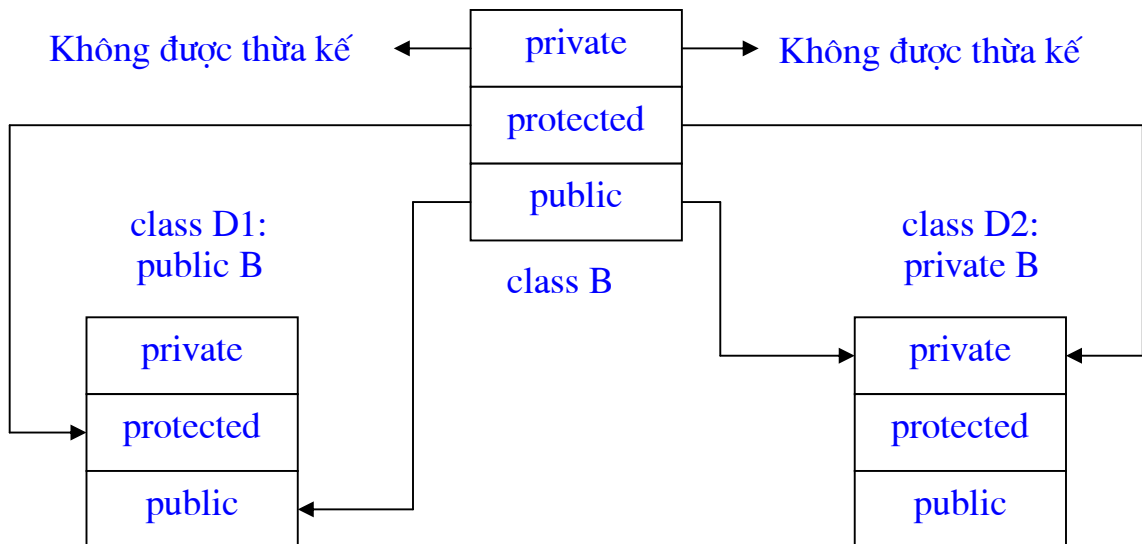 Không được thừa kế
private
Không được thừa kế
protected
public
class D1:
public B
class D2:
private B
class B
private
protected
public
private
protected
public